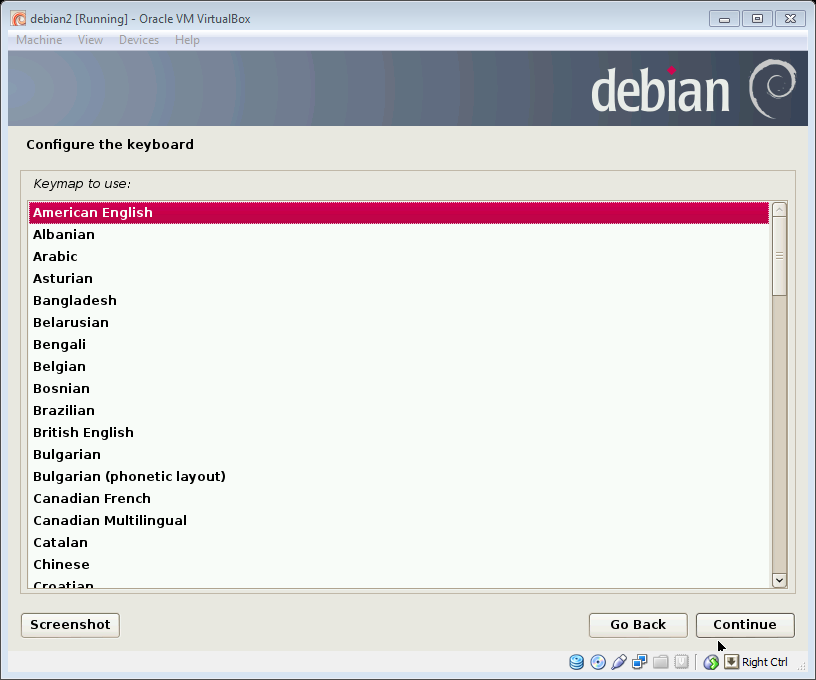 debian2 [Running] - Oracle VM VirtualBox
Machine View Devices Help
debian
Configure the keyboard
Keymap to use:
American English
Albanian
Arabic
Asturian
Bangladesh
Belarusian
Bengali
Belgian
Bosnian
Brazilian
British English
Bulgarian
Bulgarian (phonetic layout)
Canadian French
Canadian Multilingual
Catalan
Chinese
Croatian
Screenshot Go Back Continue
Right Ctrl